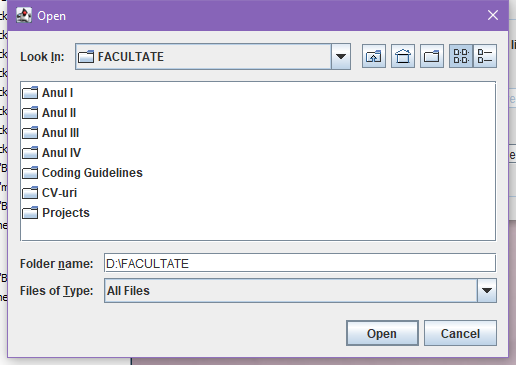 Open
Look In: FACULTATE
Anul I
Anul II
Anul III
Anul IV
Coding Guidelines
CV-uri
Projects
Folder name: D:\FACULTATE
Files of Type: All Files
Open Cancel